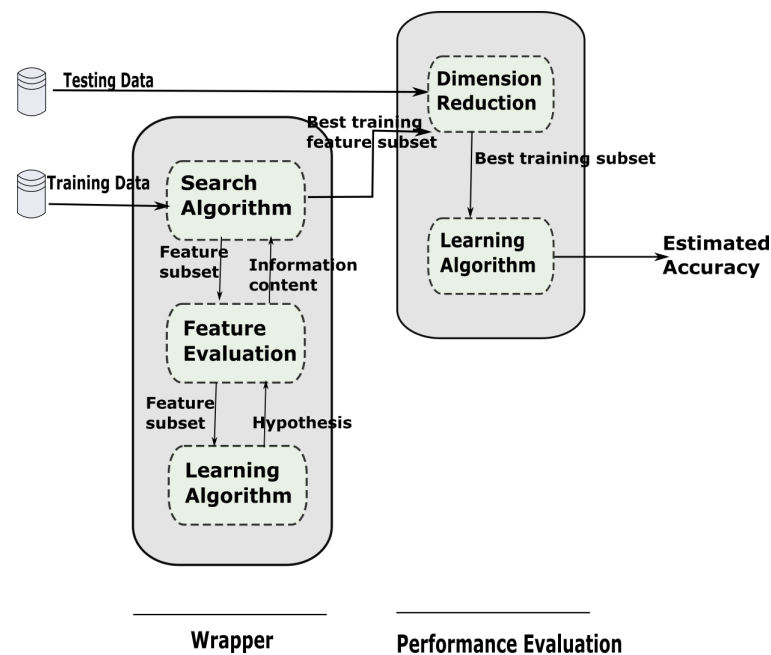 Testing Data
Training Data
Search
Algorithm
Feature
subset
Information
content
Feature
Evaluation
Feature
subset
Hypothesis
Learning
Algorithm
Best training
feature subset
Dimension
Reduction
Best training subset
Learning
Algorithm
Estimated
Accuracy
Wrapper
Performance Evaluation